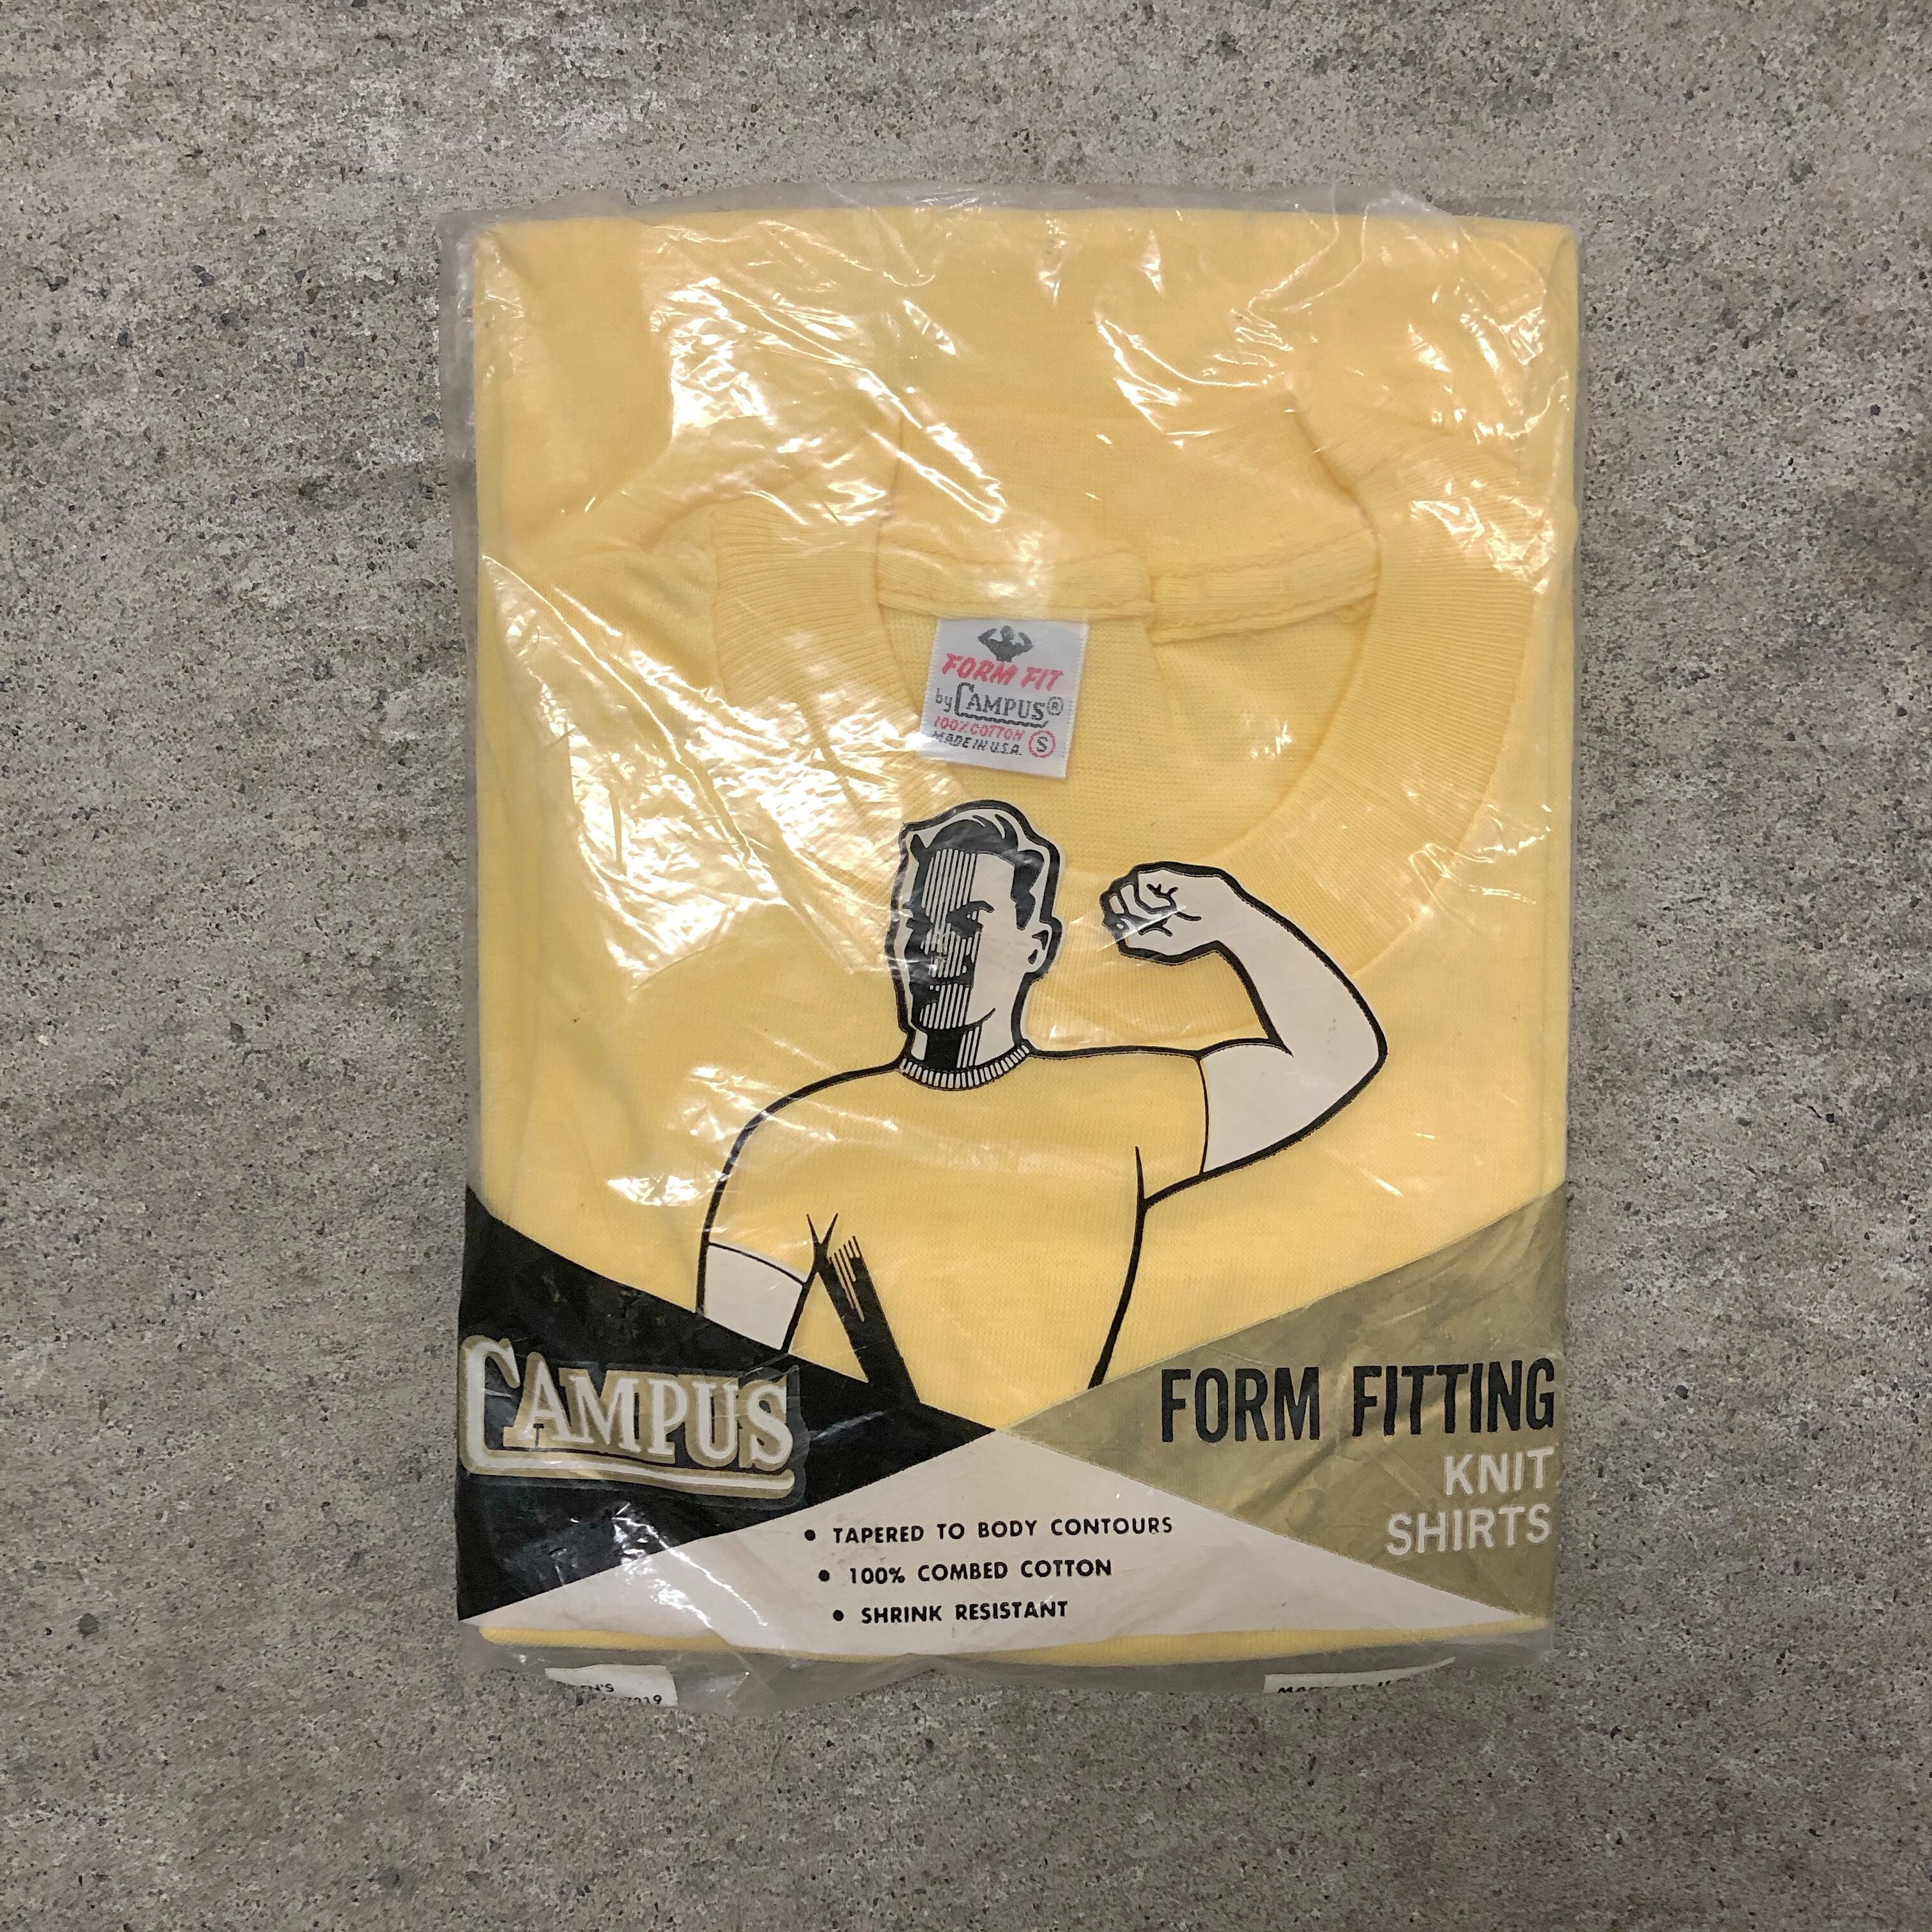 FORM FIT
by CAMPUS®
100% COTTON
MADE IN U.S.A. S
CAMPUS
FORM FITTING
KNIT
SHIRTS
• TAPERED TO BODY CONTOURS
• 100% COMBED COTTON
• SHRINK RESISTANT